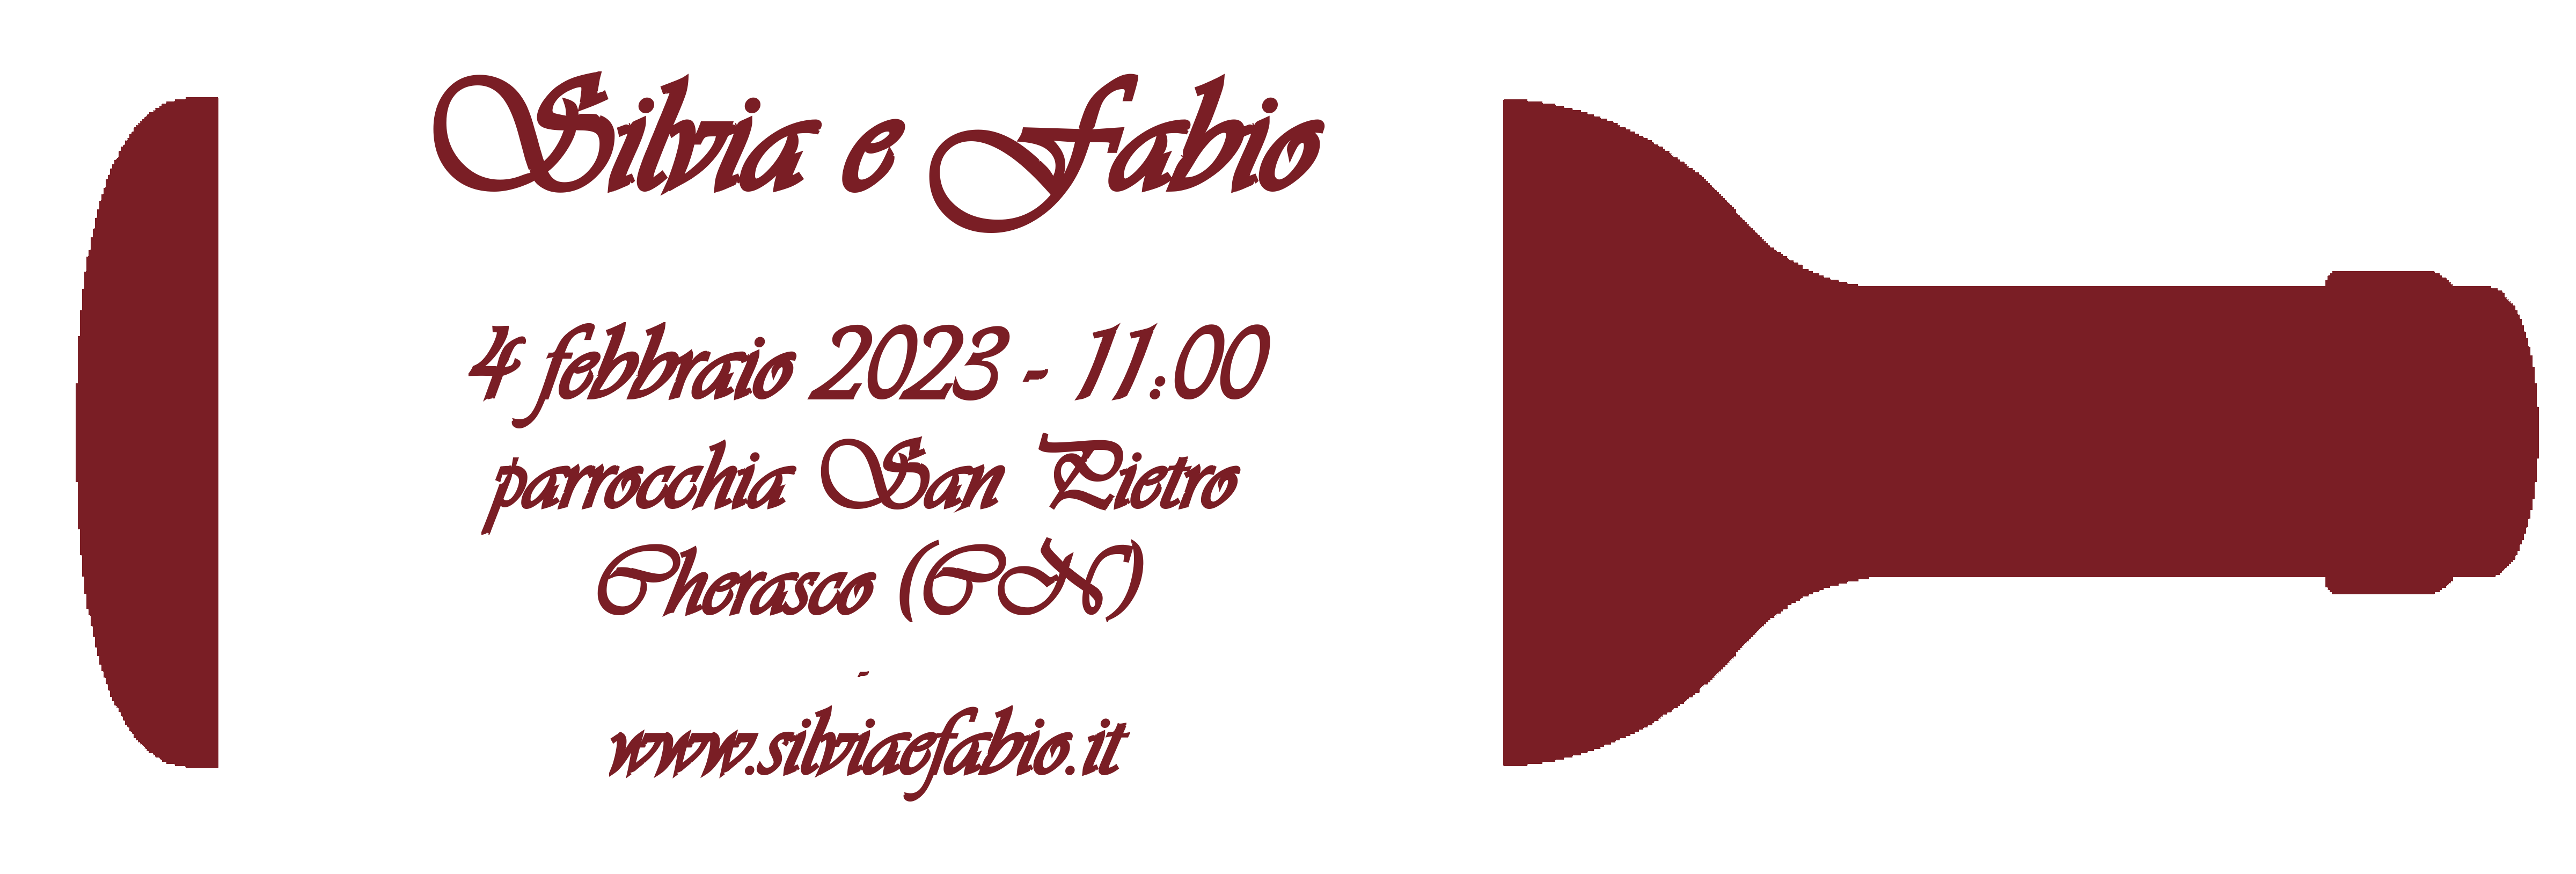 Silvia e Fabio
4 febbraio 2023 - 11:00
parrocchia San Pietro
Cherasco (CN)
-
www.silviaefabio.it